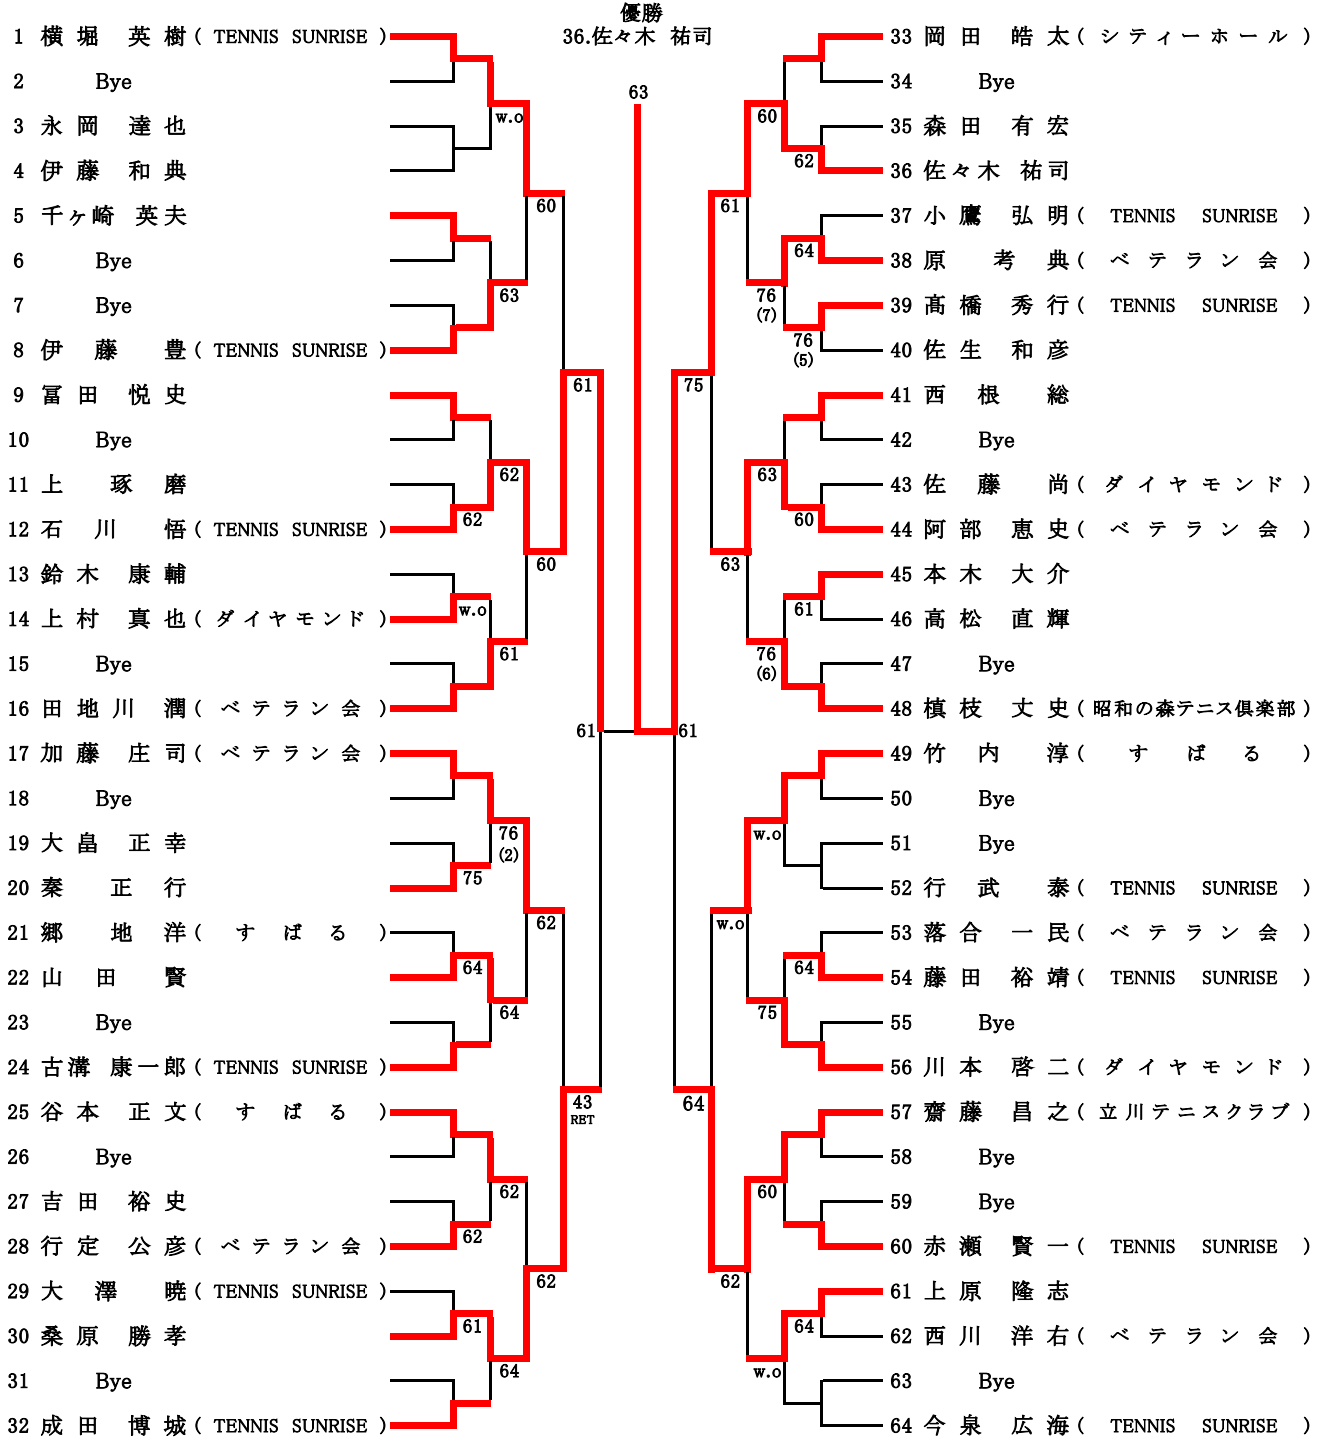 優勝
36.佐々木 祐司
1 横堀 英樹 ( TENNIS SUNRISE )
2 Bye
3 永岡 達也
4 伊藤 和典
5 千ヶ崎 英夫
6 Bye
7 Bye
8 伊藤 豊 ( TENNIS SUNRISE )
9 冨田 悦史
10 Bye
11 上 琢磨
12 石川 悟 ( TENNIS SUNRISE )
13 鈴木 康輔
14 上村 真也 ( ダイヤモンド )
15 Bye
16 田地川 潤 ( ベテラン会 )
17 加藤 庄司 ( ベテラン会 )
18 Bye
19 大畠 正幸
20 秦 正行
21 郷地 洋 ( すばる )
22 山田 賢
23 Bye
24 古溝 康一郎 ( TENNIS SUNRISE )
25 谷本 正文 ( すばる )
26 Bye
27 吉田 裕史
28 行定 公彦 ( ベテラン会 )
29 大澤 暁 ( TENNIS SUNRISE )
30 桑原 勝孝
31 Bye
32 成田 博城 ( TENNIS SUNRISE )
w.o
62
w.o
75
64
62
61
w.o
63
62
61
76
(2)
64
62
64
60
60
62
62
61
43
RET
61
63
61
75
64
61
63
w.o
62
60
76
(7)
63
76
(6)
w.o
75
60
w.o
62
64
76
(5)
60
61
64
64
33 岡田 皓太 ( シティーホール )
34 Bye
35 森田 有宏
36 佐々木 祐司
37 小鷹 弘明 ( TENNIS SUNRISE )
38 原 考典 ( ベテラン会 )
39 髙橋 秀行 ( TENNIS SUNRISE )
40 佐生 和彦
41 西根 総
42 Bye
43 佐藤 尚 ( ダイヤモンド )
44 阿部 恵史 ( ベテラン会 )
45 本木 大介
46 高松 直輝
47 Bye
48 槙枝 丈史 ( 昭和の森テニス倶楽部 )
49 竹内 淳 ( すばる )
50 Bye
51 Bye
52 行武 泰 ( TENNIS SUNRISE )
53 落合 一民 ( ベテラン会 )
54 藤田 裕靖 ( TENNIS SUNRISE )
55 Bye
56 川本 啓二 ( ダイヤモンド )
57 齋藤 昌之 ( 立川テニスクラブ )
58 Bye
59 Bye
60 赤瀬 賢一 ( TENNIS SUNRISE )
61 上原 隆志
62 西川 洋右 ( ベテラン会 )
63 Bye
64 今泉 広海 ( TENNIS SUNRISE )